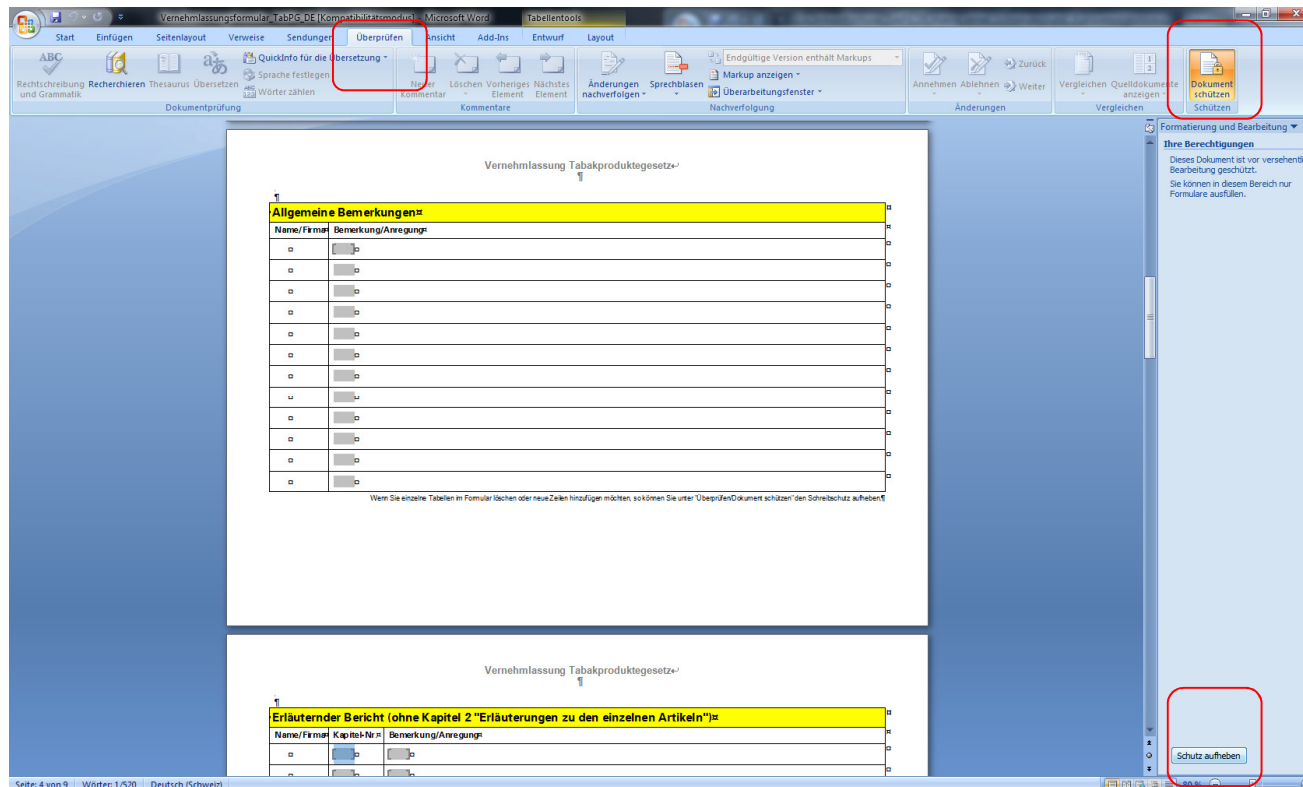 Vernehmlassungsformular_TabPG_DE [Kompatibilitätsmodus] - Microsoft Word Tabellentools
Start Einfügen Seitenlayout Verweise Sendungen Überprüfen Ansicht Add-Ins Entwurf Layout
ABC
Rechtschreibung und Grammatik
Recherchieren Thesaurus Übersetzen
QuickInfo für die Übersetzung
Sprache festlegen
Wörter zählen
Dokumentprüfung
Neuer Kommentar
Löschen Vorheriges Element Nächstes Element
Kommentare
Änderungen nachverfolgen
Sprechblasen
Endgültige Version enthält Markups
Markup anzeigen
Überarbeitungsfenster
Nachverfolgung
Annehmen Ablehnen
Zurück
Weiter
Änderungen
Vergleichen Quelldokumente anzeigen
Vergleichen
Dokument schützen
Schützen
Formatierung und Bearbeitung
Ihre Berechtigungen
Dieses Dokument ist vor versehentli
Bearbeitung geschützt.
Sie können in diesem Bereich nur
Formulare ausfüllen.
Vernehmlassung Tabakproduktegesetz↵
¶
¶
Allgemeine Bemerkungen¤
Name/Firma¤ Bemerkung/Anregung¤
Wenn Sie einzelne Tabellen im Formular löschen oder neue Zeilen hinzufügen möchten, so können Sie unter "Überprüfen/Dokument schützen" den Schreibschutz aufheben¶
Vernehmlassung Tabakproduktegesetz↵
¶
¶
Erläuternder Bericht (ohne Kapitel 2 "Erläuterungen zu den einzelnen Artikeln")¤
Name/Firma¤ Kapitel-Nr.¤ Bemerkung/Anregung¤
Schutz aufheben
Seite: 4 von 9 Wörter: 1/520 Deutsch (Schweiz) 80 %